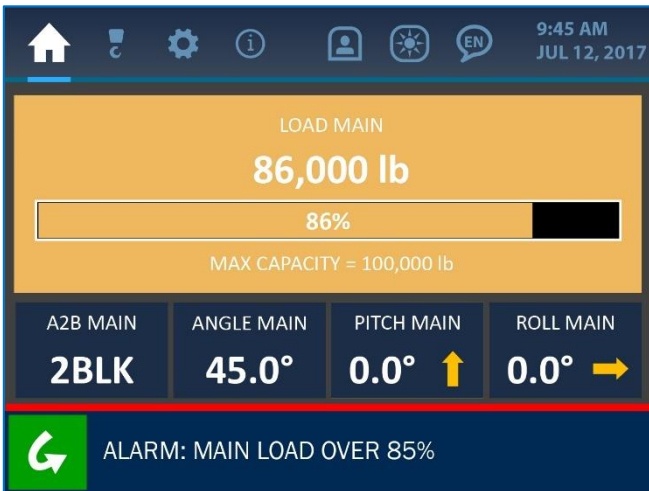 EN
9:45 AM
JUL 12, 2017
LOAD MAIN
86,000 lb
86%
MAX CAPACITY = 100,000 lb
A2B MAIN
2BLK
ANGLE MAIN
45.0°
PITCH MAIN
0.0°
ROLL MAIN
0.0°
ALARM: MAIN LOAD OVER 85%